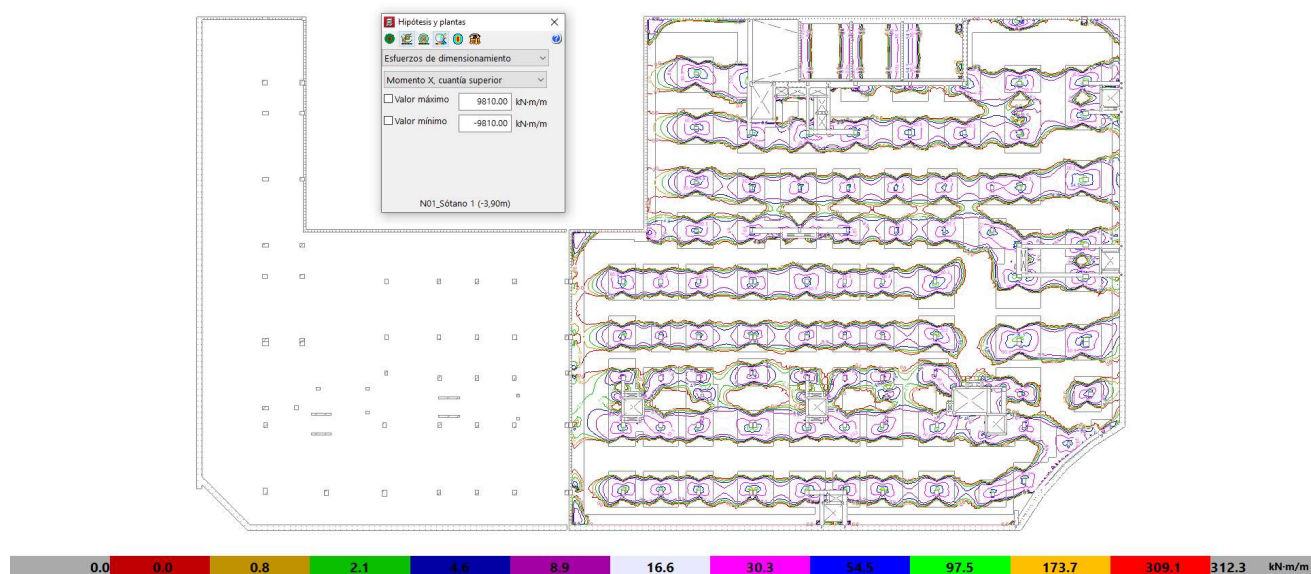 Hipótesis y plantas
Esfuerzos de dimensionamiento
Momento X, cuantía superior
Valor máximo 9810.00 kN·m/m
Valor mínimo -9810.00 kN·m/m
N01_Sótano 1 (-3,90m)
0.0 0.0 0.8 2.1 4.6 8.9 16.6 30.3 54.5 97.5 173.7 309.1 312.3 kN·m/m